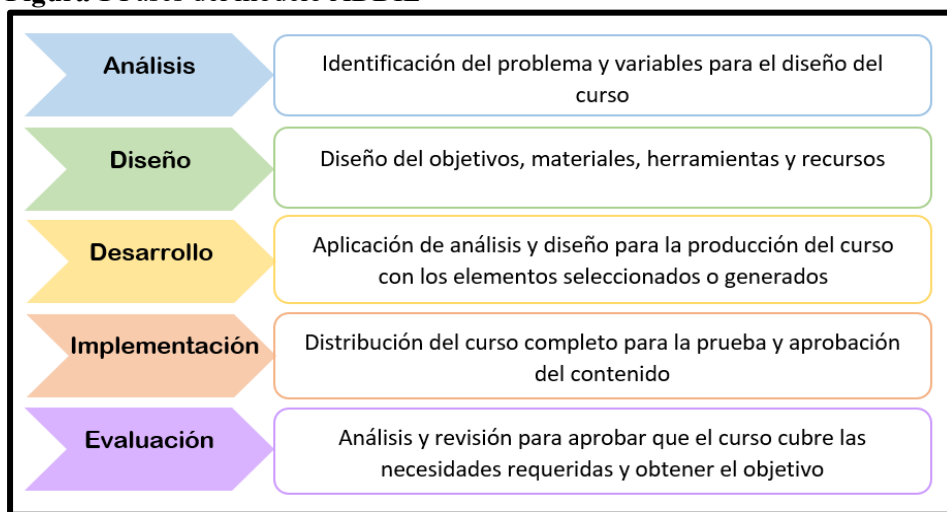 Análisis
Identificación del problema y variables para el diseño del
curso
Diseño
Diseño del objetivos, materiales, herramientas y recursos
Desarrollo
Aplicación de análisis y diseño para la producción del curso
con los elementos seleccionados o generados
Implementación
Distribución del curso completo para la prueba y aprobación
del contenido
Evaluación
Análisis y revisión para aprobar que el curso cubre las
necesidades requeridas y obtener el objetivo